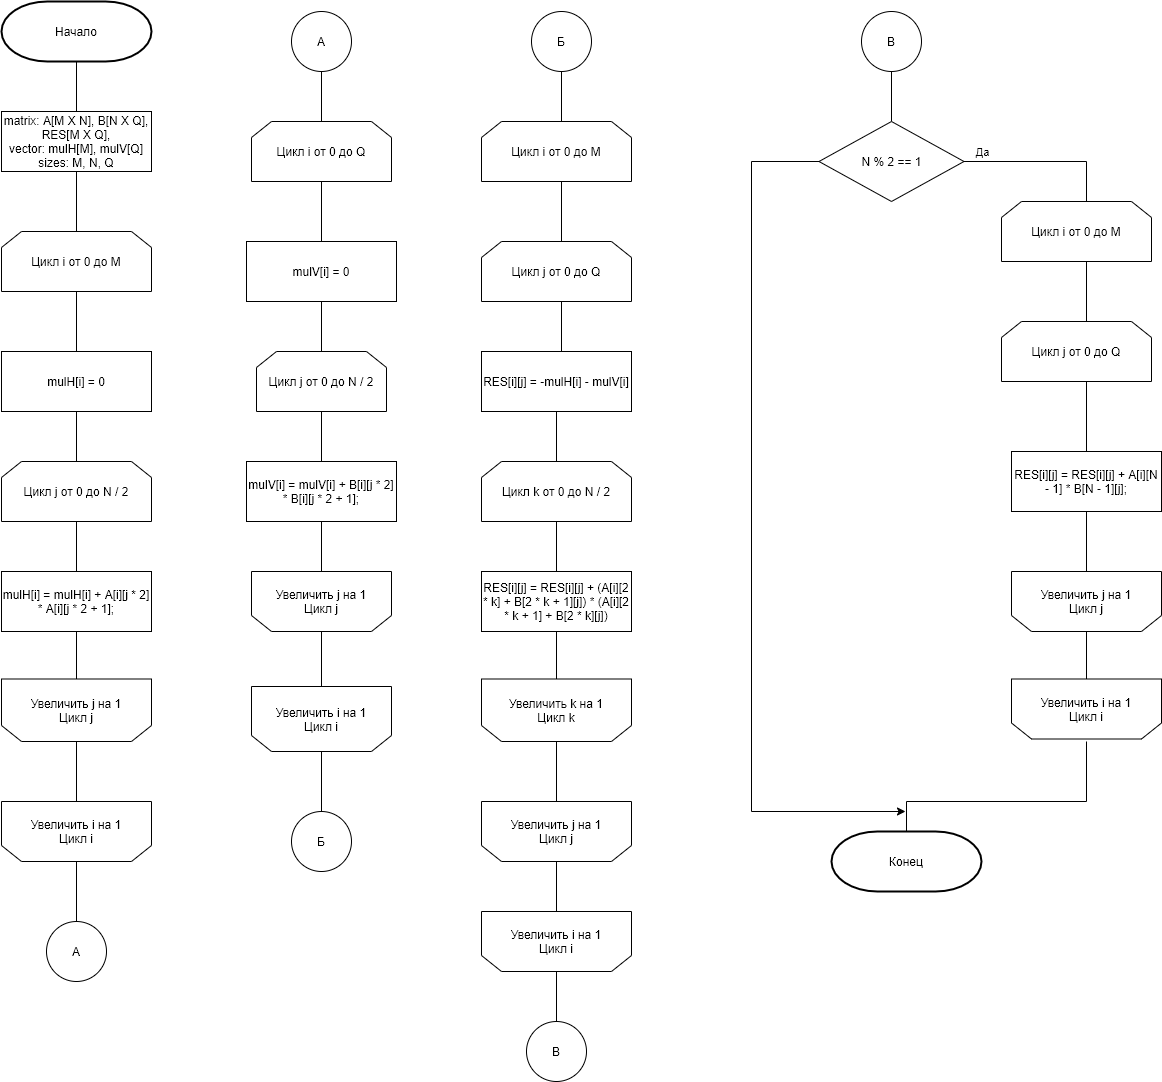 Начало
matrix: A[M X N], B[N X Q],
RES[M X Q],
vector: mulH[M], mulV[Q]
sizes: M, N, Q
Цикл i от 0 до M
mulH[i] = 0
Цикл j от 0 до N / 2
mulH[i] = mulH[i] + A[i][j * 2]
* A[i][j * 2 + 1];
Увеличить j на 1
Цикл j
Увеличить i на 1
Цикл i
А
А
Цикл i от 0 до Q
mulV[i] = 0
Цикл j от 0 до N / 2
mulV[i] = mulV[i] + B[i][j * 2]
* B[i][j * 2 + 1];
Увеличить j на 1
Цикл j
Увеличить i на 1
Цикл i
Б
Б
Цикл i от 0 до M
Цикл j от 0 до Q
RES[i][j] = -mulH[i] - mulV[i]
Цикл k от 0 до N / 2
RES[i][j] = RES[i][j] + (A[i][2
* k] + B[2 * k + 1][j]) * (A[i][2
* k + 1] + B[2 * k][j])
Увеличить k на 1
Цикл k
Увеличить j на 1
Цикл j
Увеличить i на 1
Цикл i
В
В
N % 2 == 1
Да
Цикл i от 0 до M
Цикл j от 0 до Q
RES[i][j] = RES[i][j] + A[i][N
- 1] * B[N - 1][j];
Увеличить j на 1
Цикл j
Увеличить i на 1
Цикл i
Конец